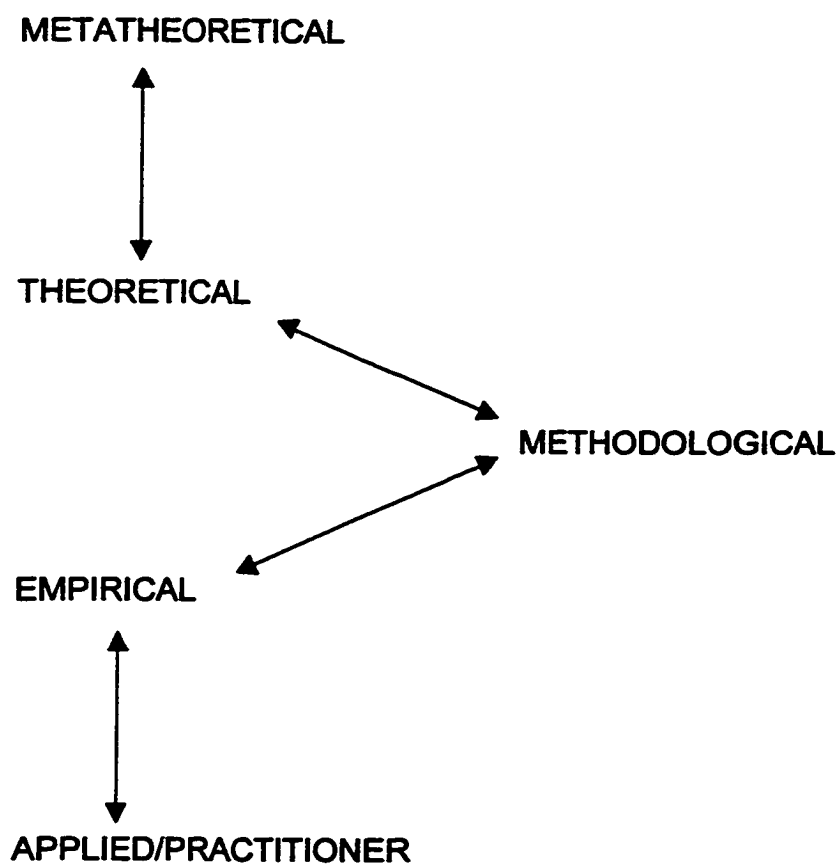 METATHEORETICAL
THEORETICAL
METHODOLOGICAL
EMPIRICAL
APPLIED/PRACTITIONER